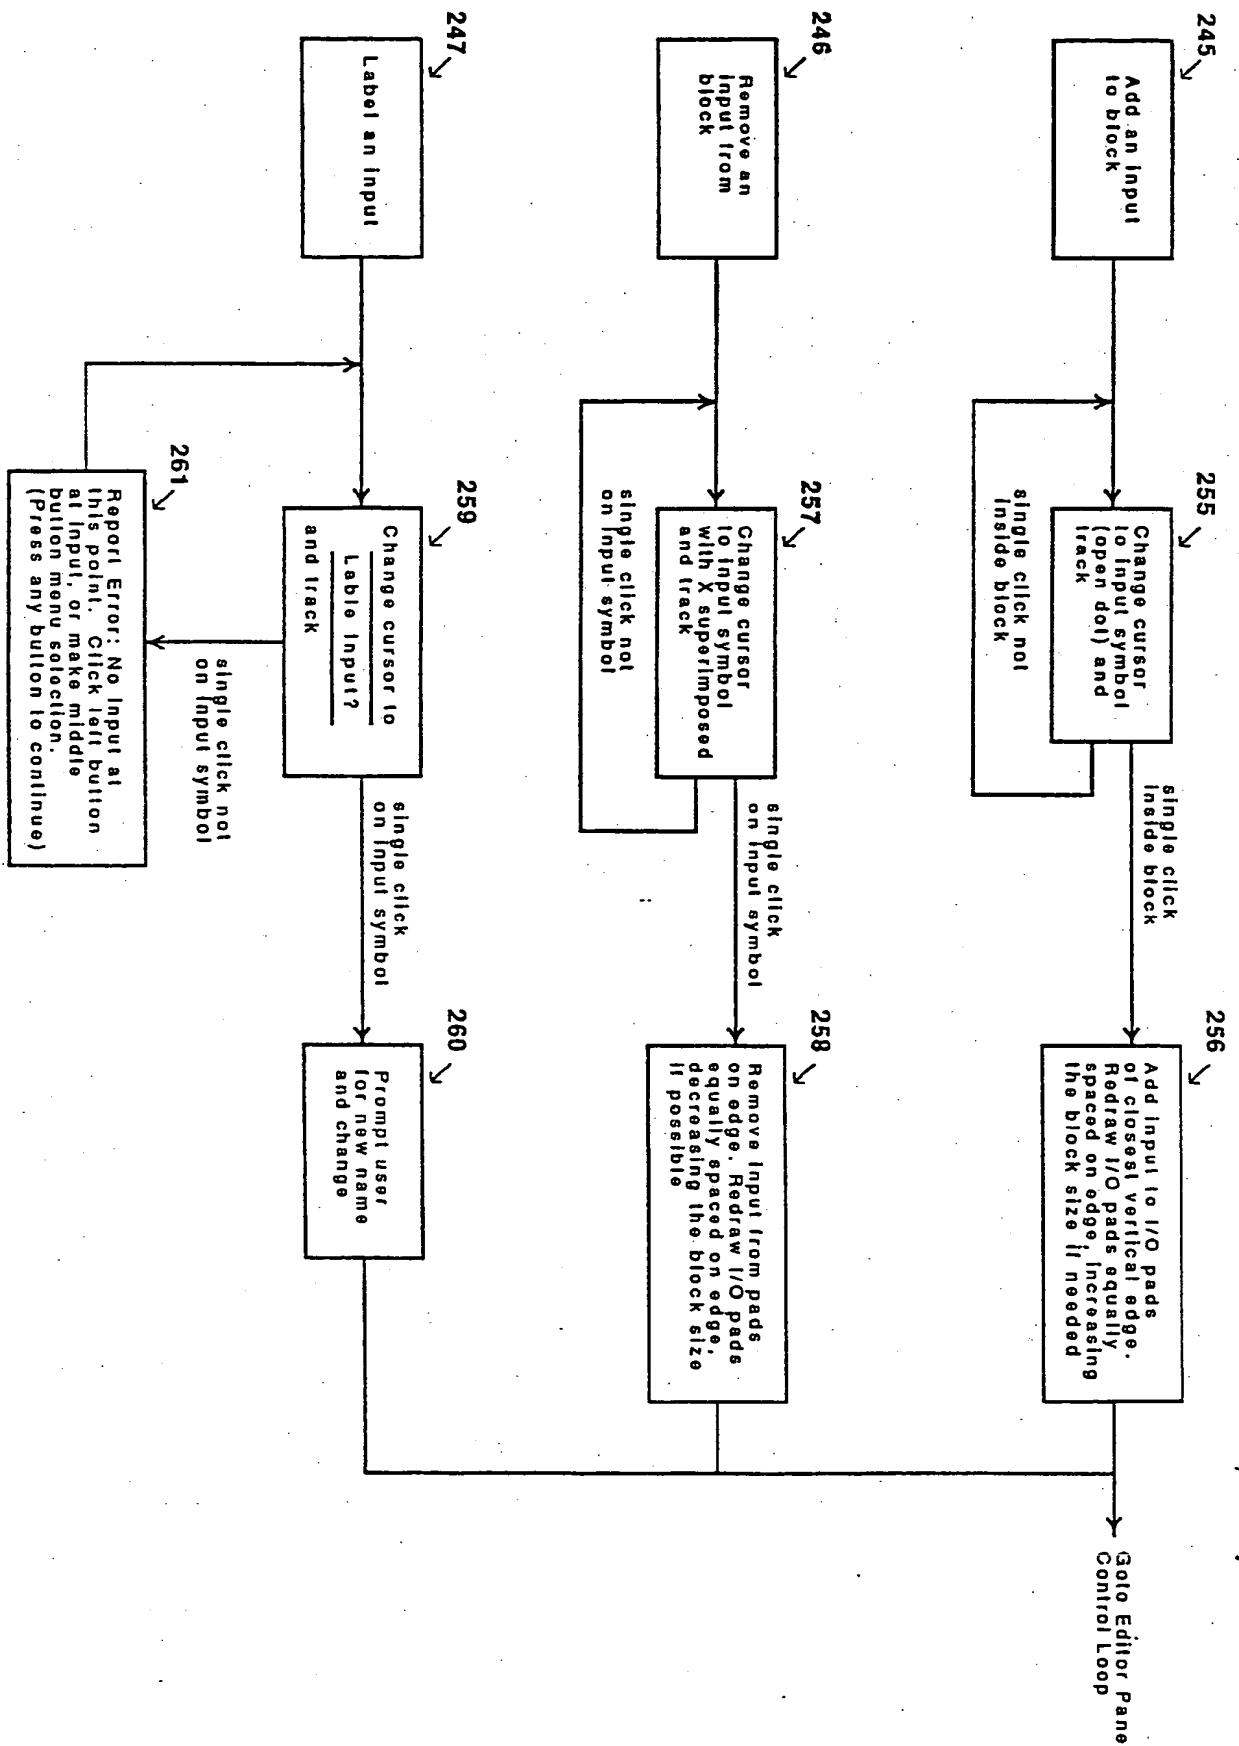 245
Add an input
to block
255
Change cursor
to input symbol
(open dot) and
track
single click not
inside block
single click
inside block
256
Add input to I/O pads
of closest vertical edge.
Redraw I/O pads equally
spaced on edge, increasing
the block size if needed
Goto Editor Pane
Control Loop
246
Remove an
input from
block
257
Change cursor
to input symbol
with X superimposed
and track
single click not
on input symbol
single click
on input symbol
258
Remove input from pads
on edge. Redraw I/O pads
equally spaced on edge,
decreasing the block size
if possible
247
Label an input
259
Change cursor to
Lable input?
and track
single click
on input symbol
260
Prompt user
for new name
and change
single click not
on input symbol
261
Report Error: No input at
this point. Click left button
at input, or make middle
button menu selection.
(Press any button to continue)